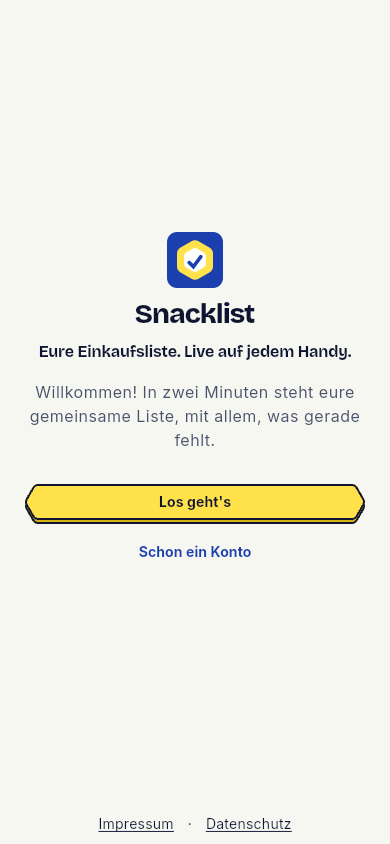 Snacklist
Eure Einkaufsliste. Live auf jedem Handy.
Willkommen! In zwei Minuten steht eure
gemeinsame Liste, mit allem, was gerade
fehlt.
Los geht's
Schon ein Konto
Impressum · Datenschutz